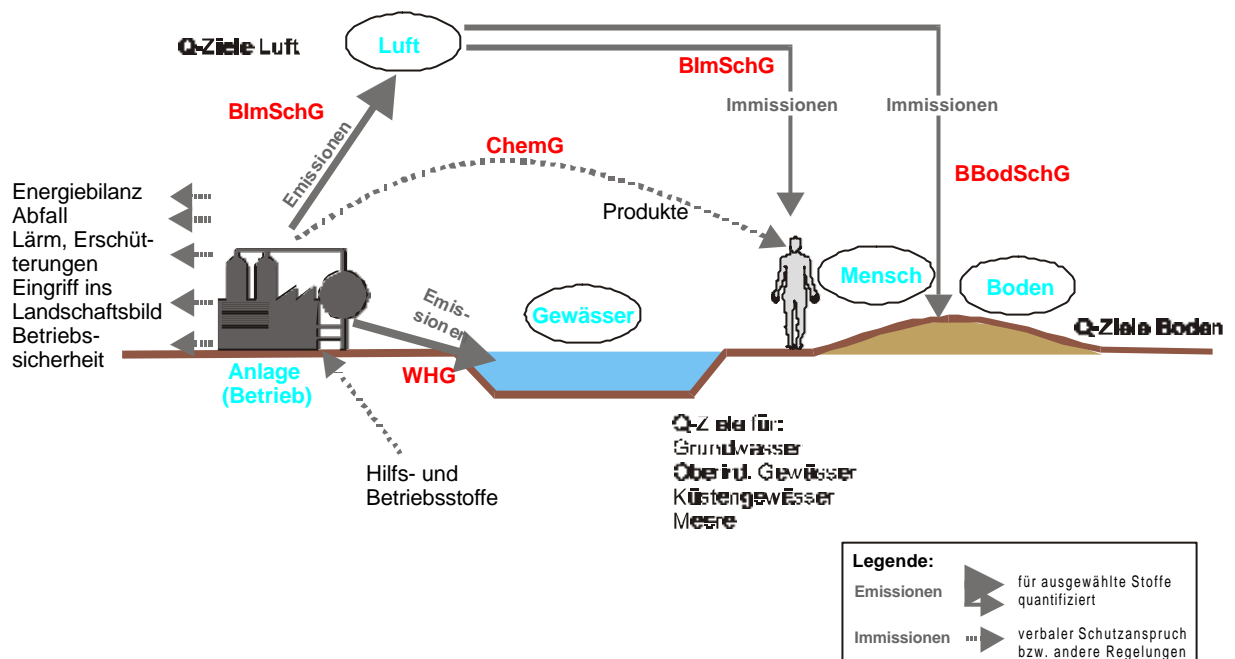 Q-Ziele Luft
Luft
BImSchG
BImSchG
Emissionen
Immissionen
Immissionen
ChemG
BBodSchG
Produkte
Energiebilanz
Abfall
Lärm, Erschüt-
terungen
Eingriff ins
Landschaftsbild
Betriebs-
sicherheit
Mensch
Boden
Q-Ziele Boden
Emis-
sionen
Gewässer
WHG
Anlage
(Betrieb)
Hilfs- und
Betriebsstoffe
Q-Ziele für:
Grundwasser
Oberird. Gewässer
Küstengewässer
Meere
Legende:
Emissionen
für ausgewählte Stoffe
quantifiziert
Immissionen
verbaler Schutzanspruch
bzw. andere Regelungen